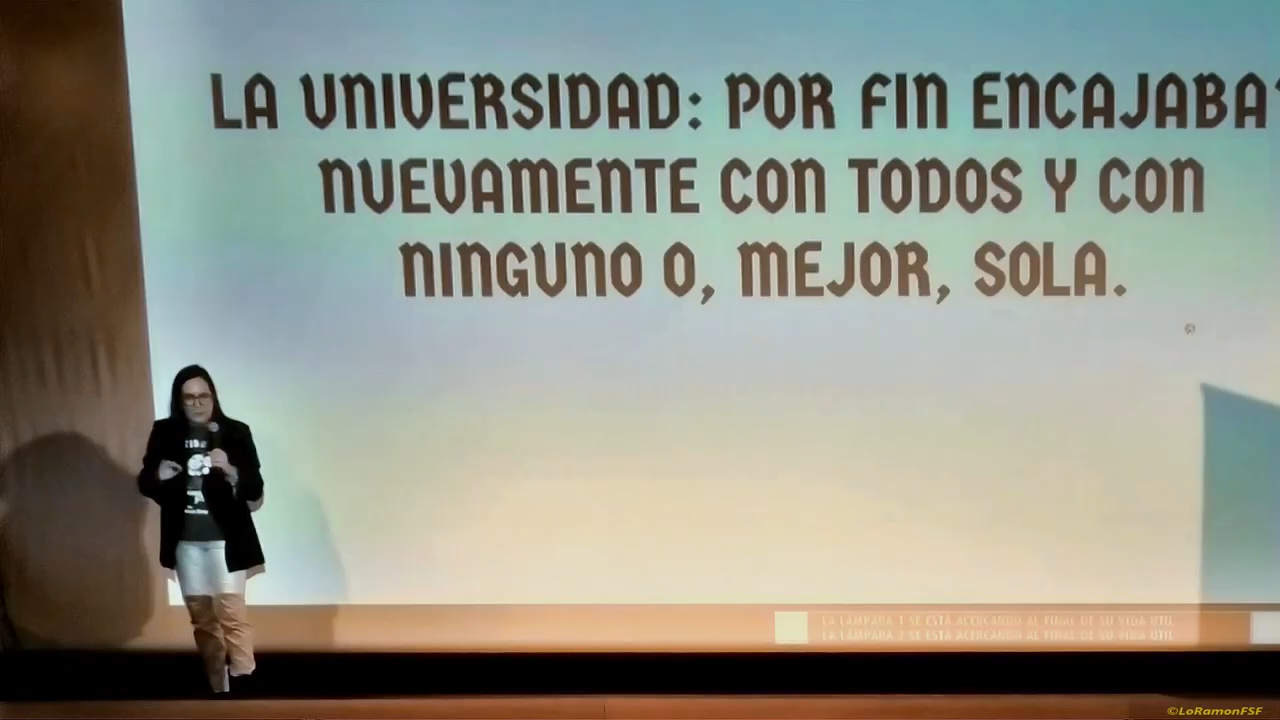 LA UNIVERSIDAD: POR FIN ENCAJABA
NUEVAMENTE CON TODOS Y CON
NINGUNO O, MEJOR, SOLA.
LA LÁMPARA 1 SE ESTÁ ACERCANDO AL FINAL DE SU VIDA ÚTIL
LA LÁMPARA 2 SE ESTÁ ACERCANDO AL FINAL DE SU VIDA ÚTIL
©LoRamonFSF